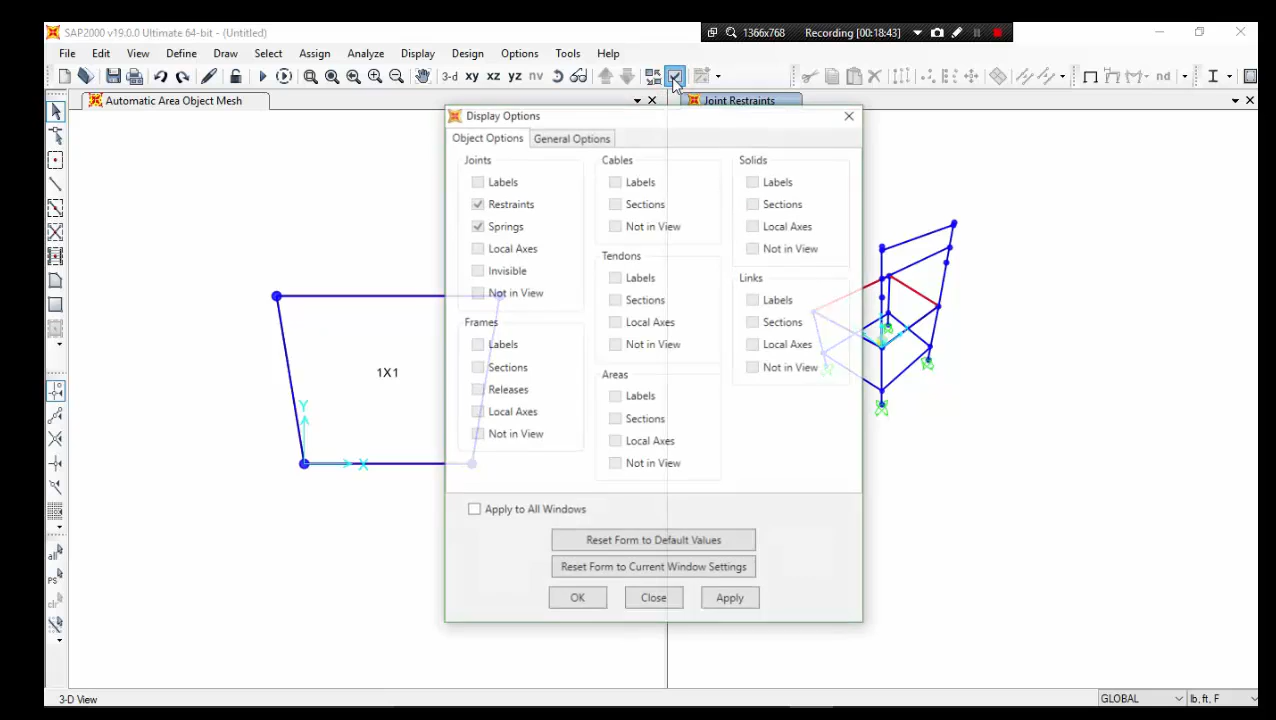 SAP2000 v19.0.0 Ultimate 64-bit - (Untitled)
1366x768
Recording [00:18:43]
File Edit View Define Draw Select Assign Analyze Display Design Options Tools Help
3-d xy xz yz nv
nd
Automatic Area Object Mesh
Joint Restraints
Display Options
Object Options
General Options
Joints
Labels
Restraints
Springs
Local Axes
Invisible
Not in View
Frames
Labels
Sections
Releases
Local Axes
Not in View
Cables
Labels
Sections
Not in View
Tendons
Labels
Sections
Local Axes
Not in View
Areas
Labels
Sections
Local Axes
Not in View
Solids
Labels
Sections
Local Axes
Not in View
Links
Labels
Sections
Local Axes
Not in View
Apply to All Windows
Reset Form to Default Values
Reset Form to Current Window Settings
OK
Close
Apply
1X1
Y
X
all
PS
clr
3-D View
GLOBAL
lb, ft, F